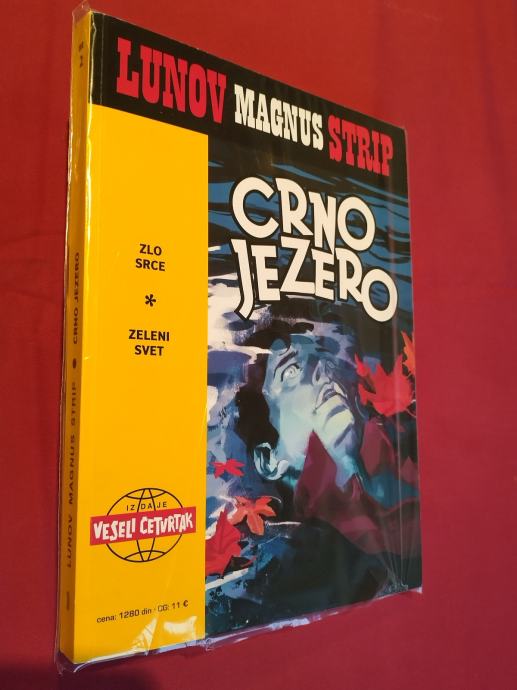 LUNOV MAGNUS STRIP
CRNO
JEZERO
ZLO
SRCE
*
ZELENI
SVET
IZDAJE
VESELI ČETVRTAK
cena: 1280 din · CG: 11 €
LUNOV MAGNUS STRIP • CRNO JEZERO